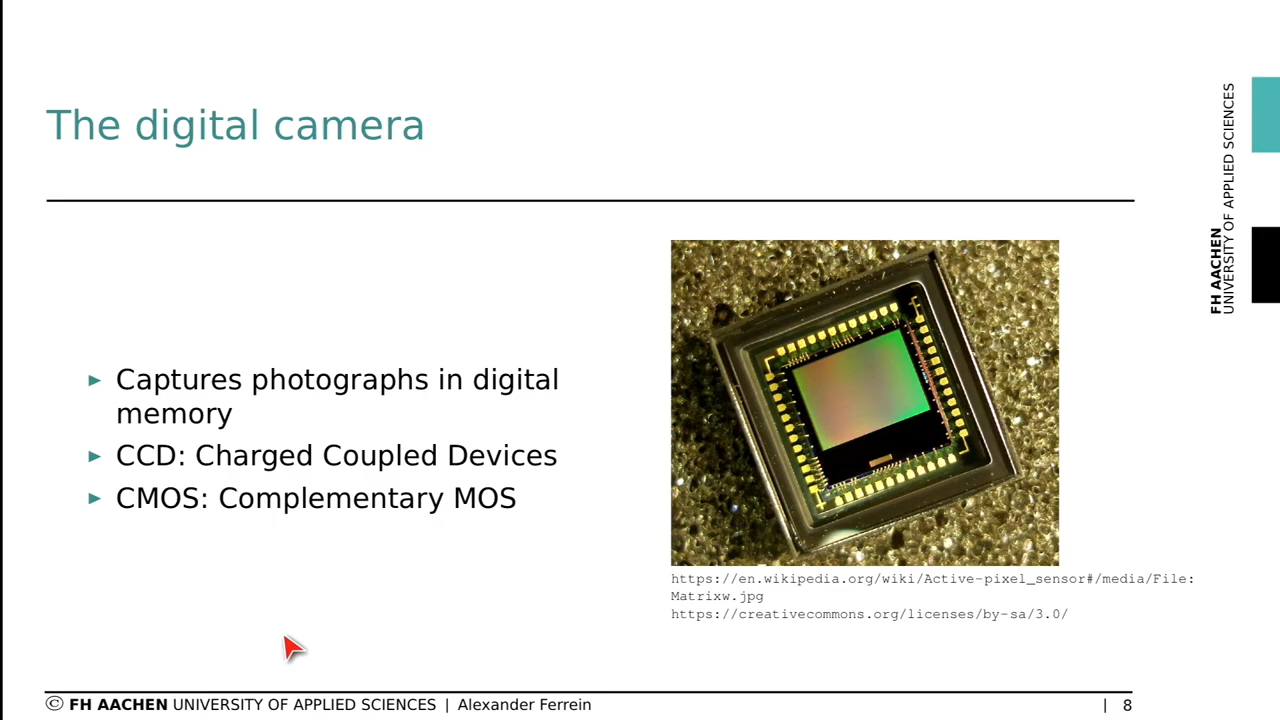 The digital camera
FH AACHEN
UNIVERSITY OF APPLIED SCIENCES
► Captures photographs in digital
memory
► CCD: Charged Coupled Devices
► CMOS: Complementary MOS
https://en.wikipedia.org/wiki/Active-pixel_sensor#/media/File:
Matrixw.jpg
https://creativecommons.org/licenses/by-sa/3.0/
© FH AACHEN UNIVERSITY OF APPLIED SCIENCES | Alexander Ferrein | 8